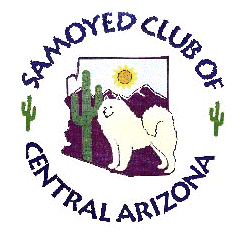 SAMOYED CLUB OF
CENTRAL ARIZONA